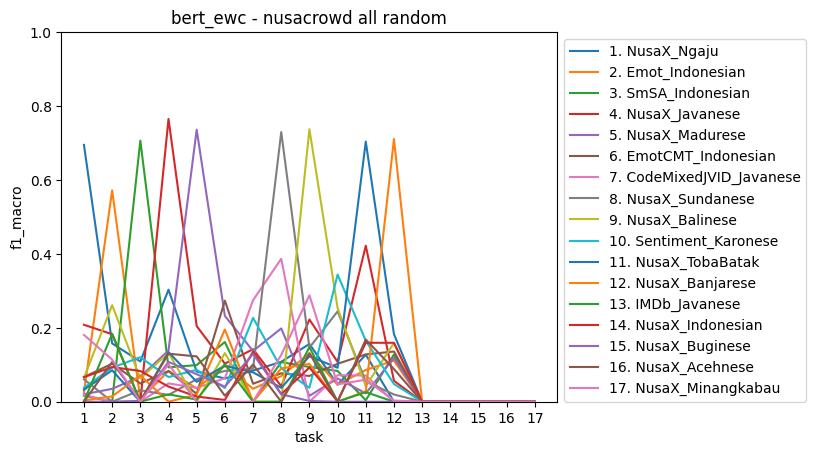 bert_ewc - nusacrowd all random
1.0
0.8
0.6
0.4
0.2
0.0
f1_macro
1 2 3 4 5 6 7 8 9 10 11 12 13 14 15 16 17
task
1. NusaX_Ngaju
2. Emot_Indonesian
3. SmSA_Indonesian
4. NusaX_Javanese
5. NusaX_Madurese
6. EmotCMT_Indonesian
7. CodeMixedJVID_Javanese
8. NusaX_Sundanese
9. NusaX_Balinese
10. Sentiment_Karonese
11. NusaX_TobaBatak
12. NusaX_Banjarese
13. IMDb_Javanese
14. NusaX_Indonesian
15. NusaX_Buginese
16. NusaX_Acehnese
17. NusaX_Minangkabau